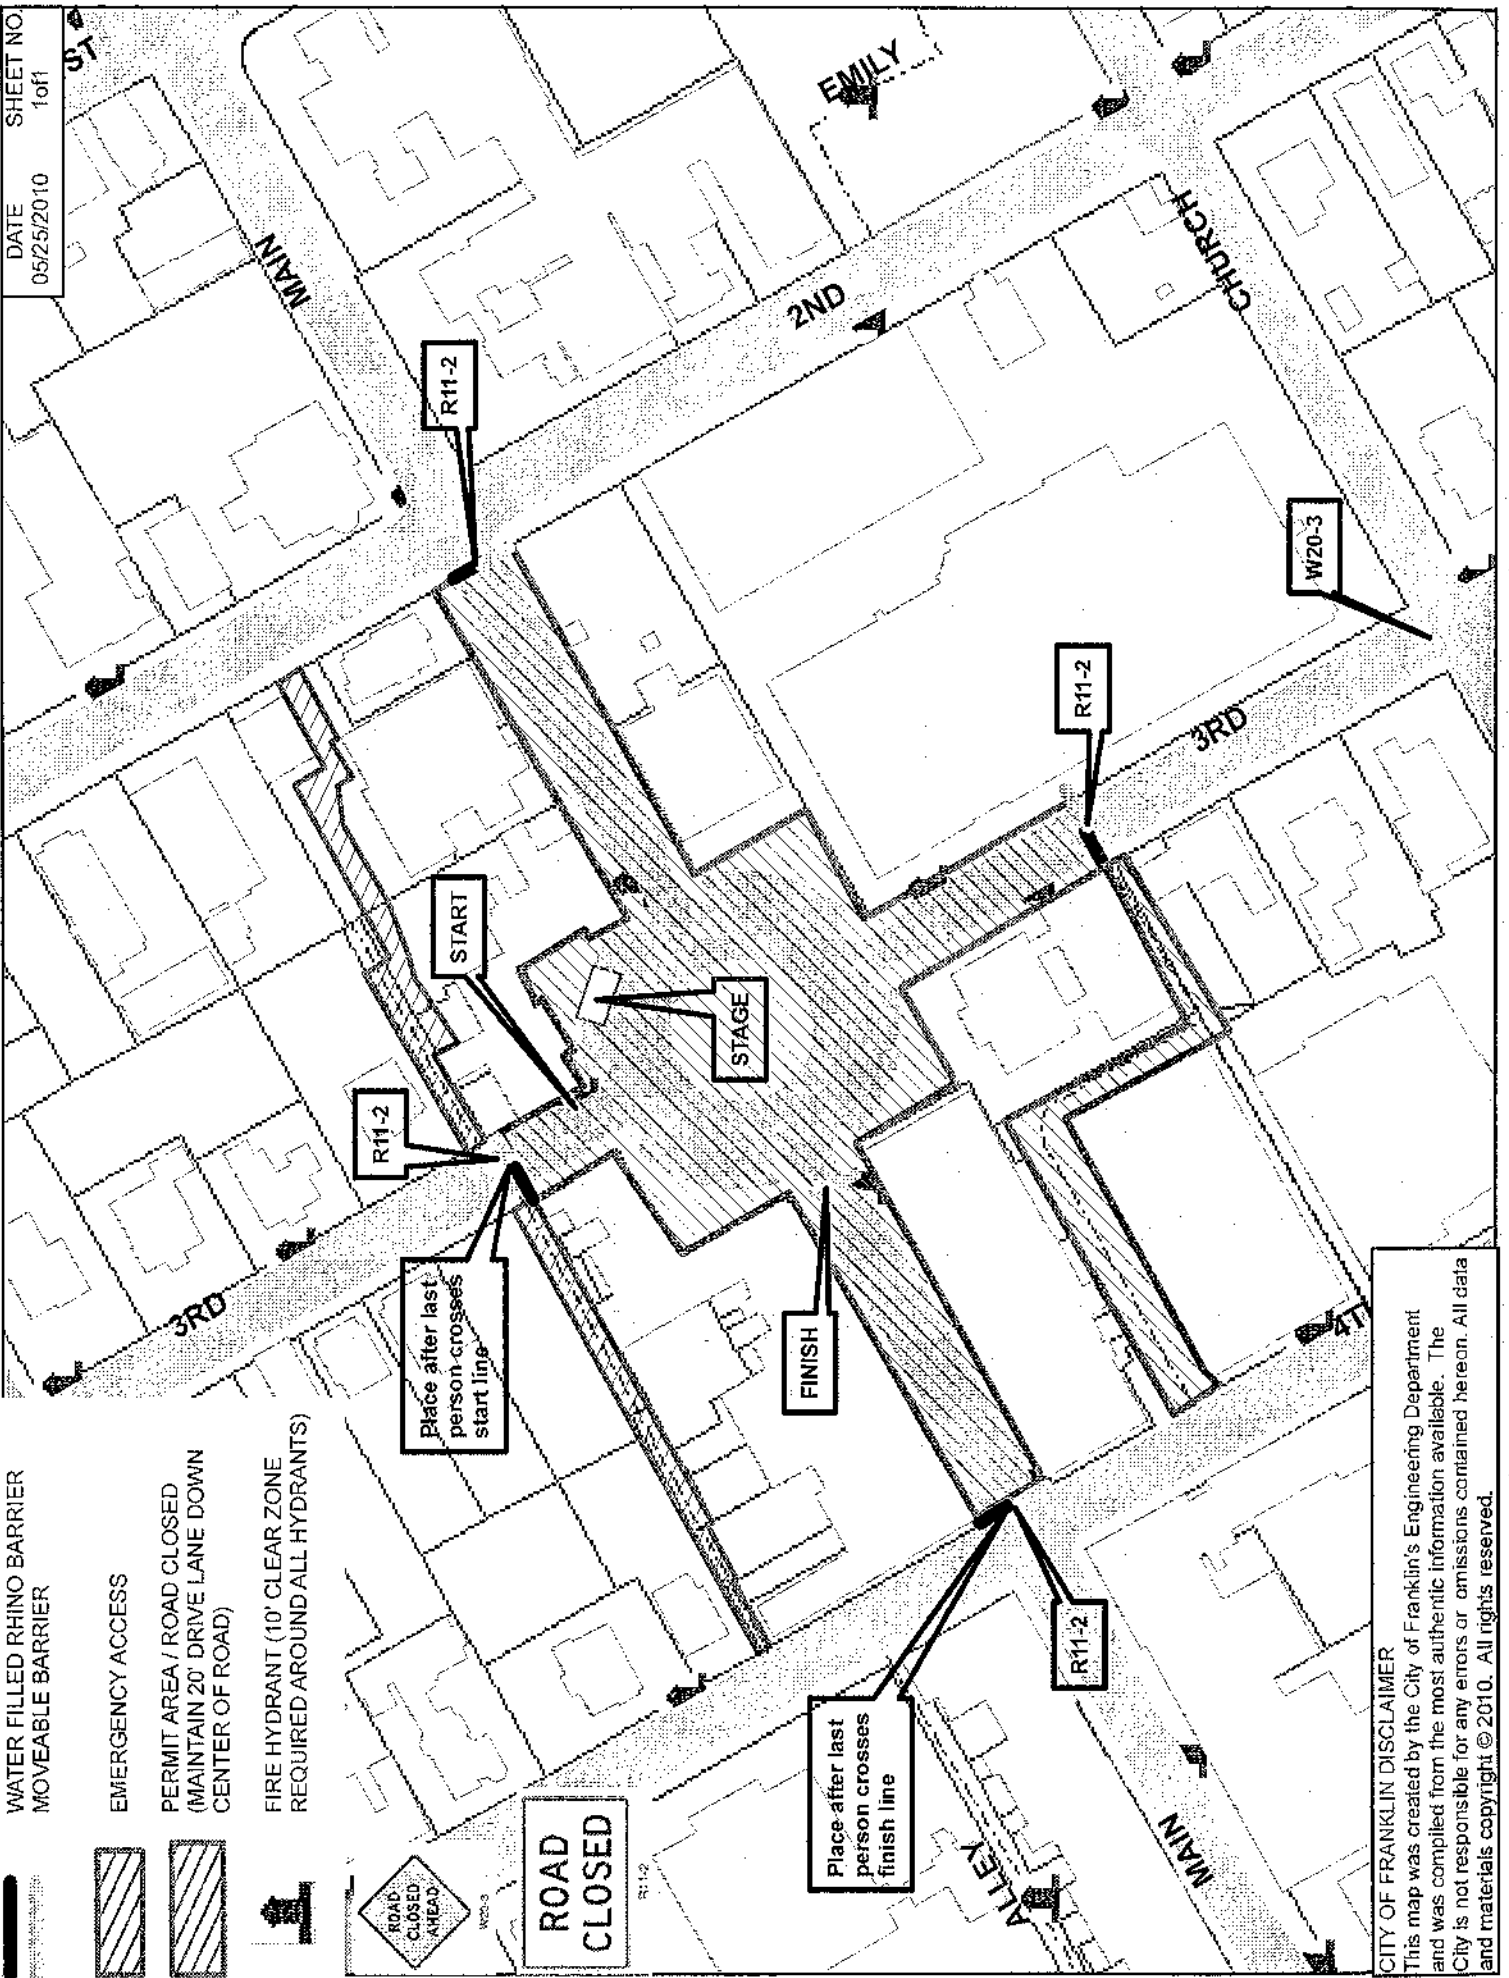 DATE
05/25/2010
SHEET NO.
1of1
WATER FILLED RHINO BARRIER
MOVEABLE BARRIER
EMERGENCY ACCESS
PERMIT AREA / ROAD CLOSED
(MAINTAIN 20' DRIVE LANE DOWN
CENTER OF ROAD)
FIRE HYDRANT (10' CLEAR ZONE
REQUIRED AROUND ALL HYDRANTS)
ROAD
CLOSED
AHEAD
W20-3
ROAD
CLOSED
R11-2
ST
MAIN
EMILY
R11-2
2ND
CHURCH
START
STAGE
R11-2
3RD
W20-3
R11-2
3RD
Place after last
person crosses
start line
FINISH
4T
Place after last
person crosses
finish line
R11-2
ALLEY
MAIN
CITY OF FRANKLIN DISCLAIMER
This map was created by the City of Franklin's Engineering Department
and was compiled from the most authentic information available. The
City is not responsible for any errors or omissions contained hereon. All data
and materials copyright © 2010. All rights reserved.